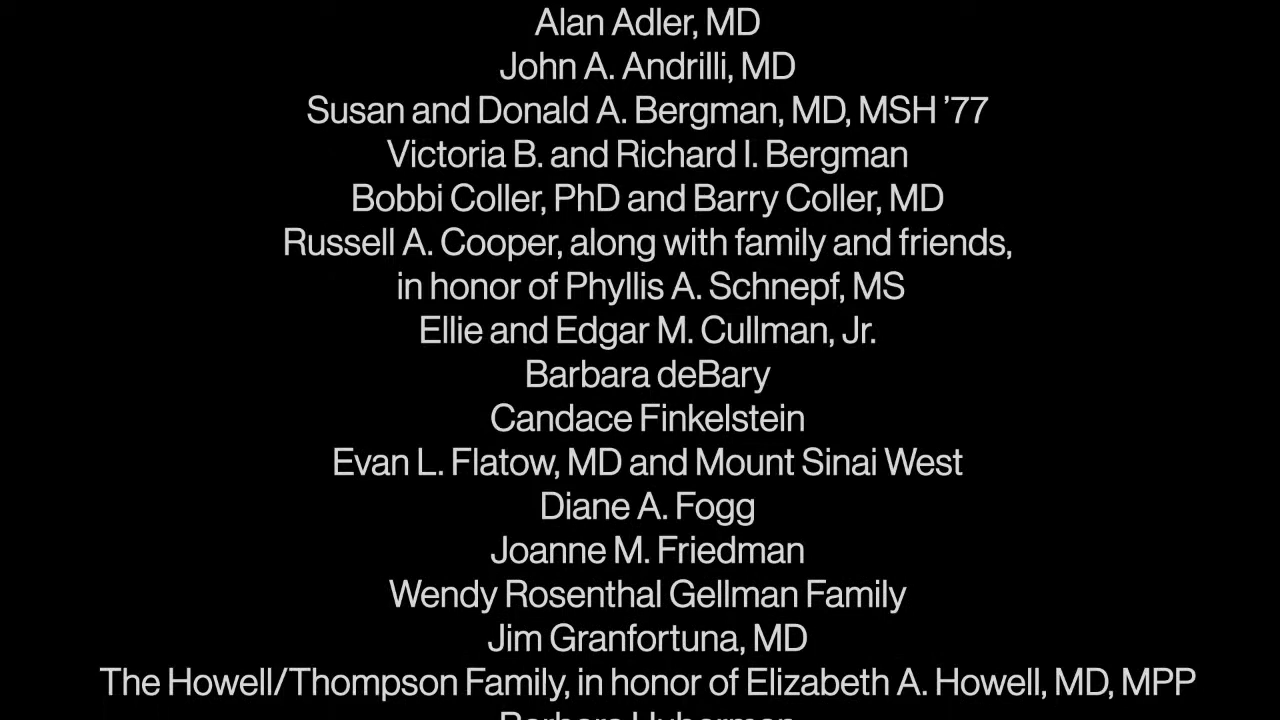 Alan Adler, MD
John A. Andrilli, MD
Susan and Donald A. Bergman, MD, MSH ’77
Victoria B. and Richard I. Bergman
Bobbi Coller, PhD and Barry Coller, MD
Russell A. Cooper, along with family and friends,
in honor of Phyllis A. Schnepf, MS
Ellie and Edgar M. Cullman, Jr.
Barbara deBary
Candace Finkelstein
Evan L. Flatow, MD and Mount Sinai West
Diane A. Fogg
Joanne M. Friedman
Wendy Rosenthal Gellman Family
Jim Granfortuna, MD
The Howell/Thompson Family, in honor of Elizabeth A. Howell, MD, MPP
Barbara Huberman